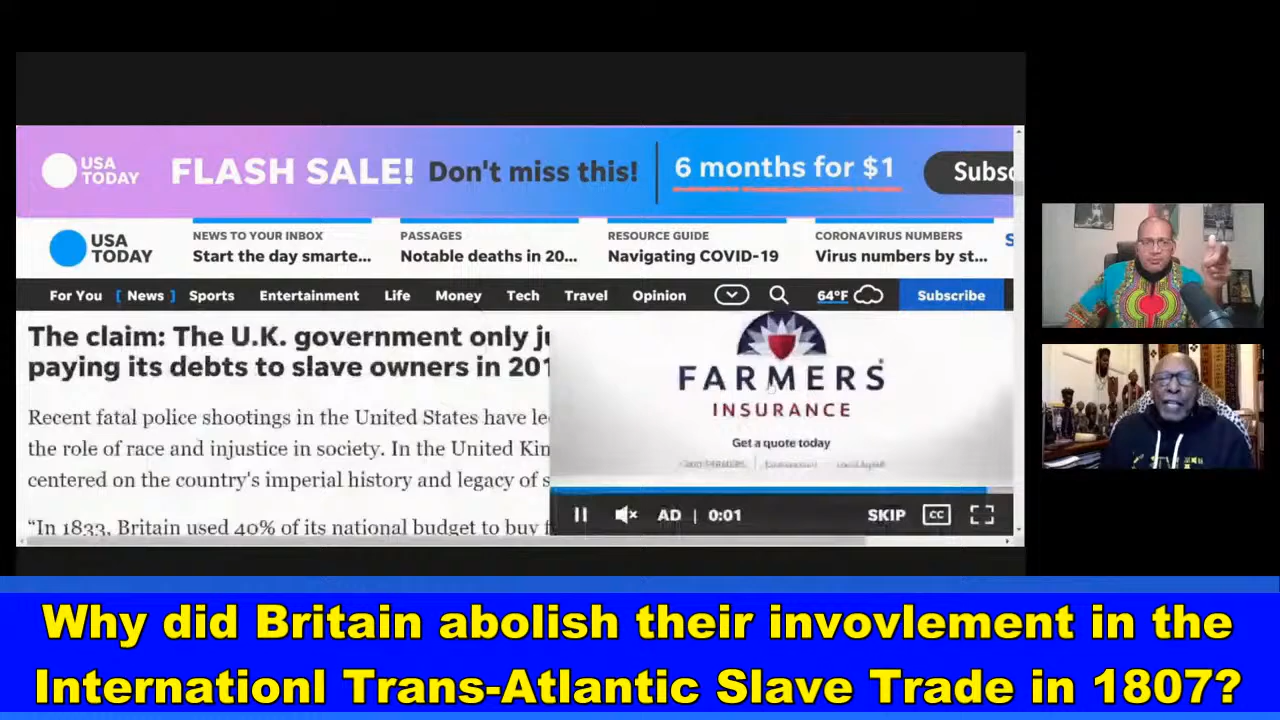 USA
TODAY
FLASH SALE! Don't miss this! 6 months for $1 Subsc
USA
TODAY
NEWS TO YOUR INBOX
Start the day smarte...
PASSAGES
Notable deaths in 20...
RESOURCE GUIDE
Navigating COVID-19
CORONAVIRUS NUMBERS
Virus numbers by st...
S
For You [ News ] Sports Entertainment Life Money Tech Travel Opinion 64°F Subscribe
The claim: The U.K. government only ju
paying its debts to slave owners in 201
Recent fatal police shootings in the United States have le
the role of race and injustice in society. In the United Kin
centered on the country's imperial history and legacy of s
“In 1833, Britain used 40% of its national budget to buy f
FARMERS®
INSURANCE
Get a quote today
AD | 0:01 SKIP CC
Why did Britain abolish their invovlement in the
Internationl Trans-Atlantic Slave Trade in 1807?